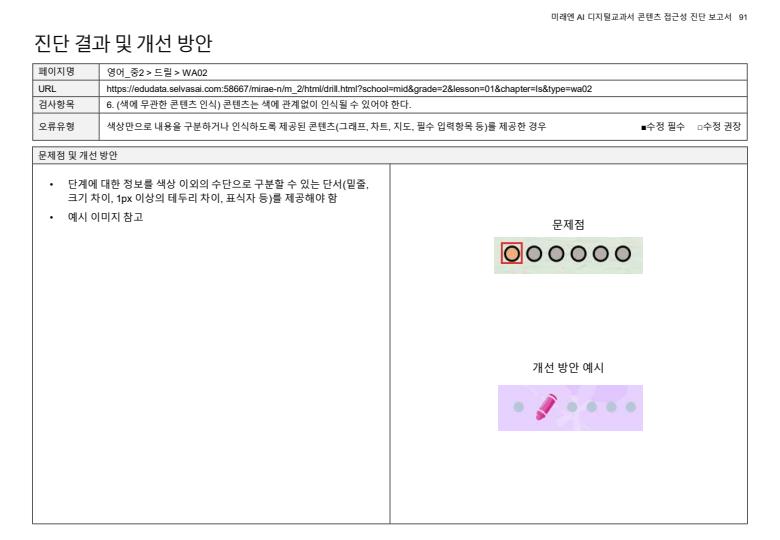 미래엔 AI 디지털교과서 콘텐츠 접근성 진단 보고서 91
진단 결과 및 개선 방안
페이지명 영어_중2 > 드릴 > WA02
URL https://edudata.selvasai.com:58667/mirae-n/m_2/html/drill.html?school=mid&grade=2&lesson=01&chapter=ls&type=wa02
검사항목 6. (색에 무관한 콘텐츠 인식) 콘텐츠는 색에 관계없이 인식될 수 있어야 한다.
오류유형 색상만으로 내용을 구분하거나 인식하도록 제공된 콘텐츠(그래프, 차트, 지도, 필수 입력항목 등)를 제공한 경우 ■수정 필수 □수정 권장
문제점 및 개선 방안
• 단계에 대한 정보를 색상 이외의 수단으로 구분할 수 있는 단서(밑줄,
크기 차이, 1px 이상의 테두리 차이, 표식자 등)를 제공해야 함
• 예시 이미지 참고
문제점
개선 방안 예시